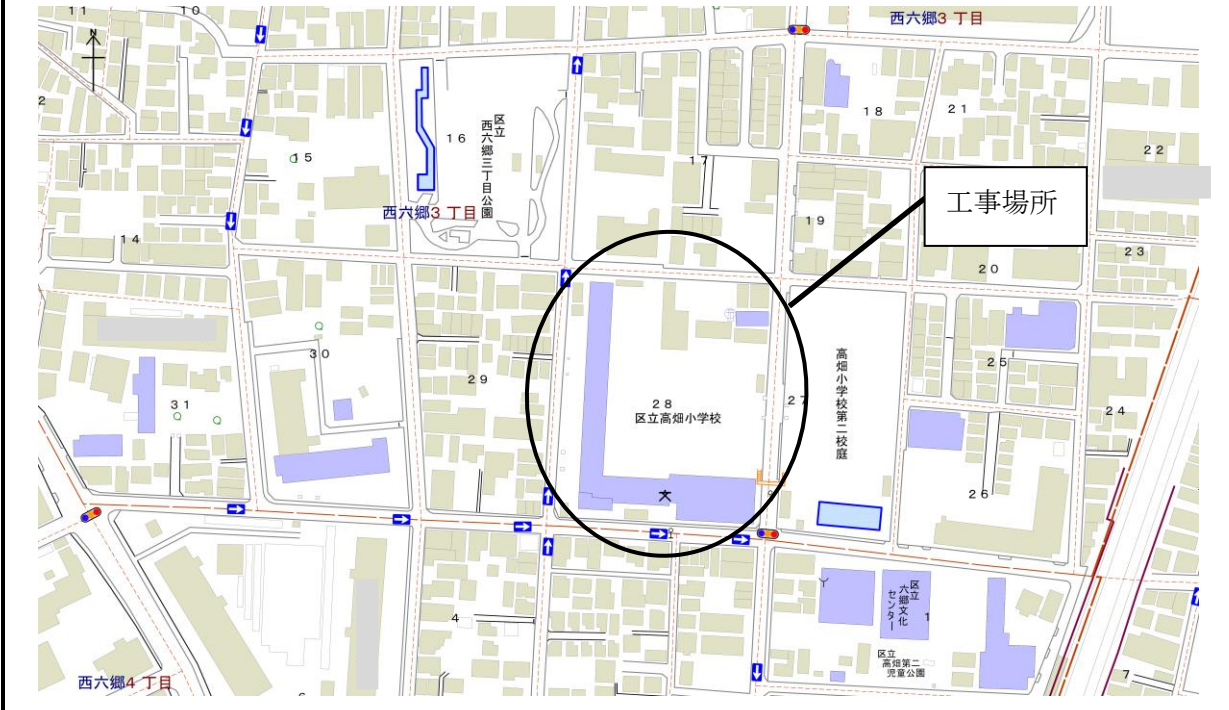 11
10
西六郷3 丁目
N
2
15
16
区立
西六郷三丁目公園
17
18
21
22
西六郷3 丁目
工事場所
14
19
20
23
30
29
28
区立高畑小学校
27
高畑小学校第二校庭
25
24
31
文
26
区立
六郷文化
センター
1
4
区立
高畑第二
児童公園
西六郷4 丁目
7